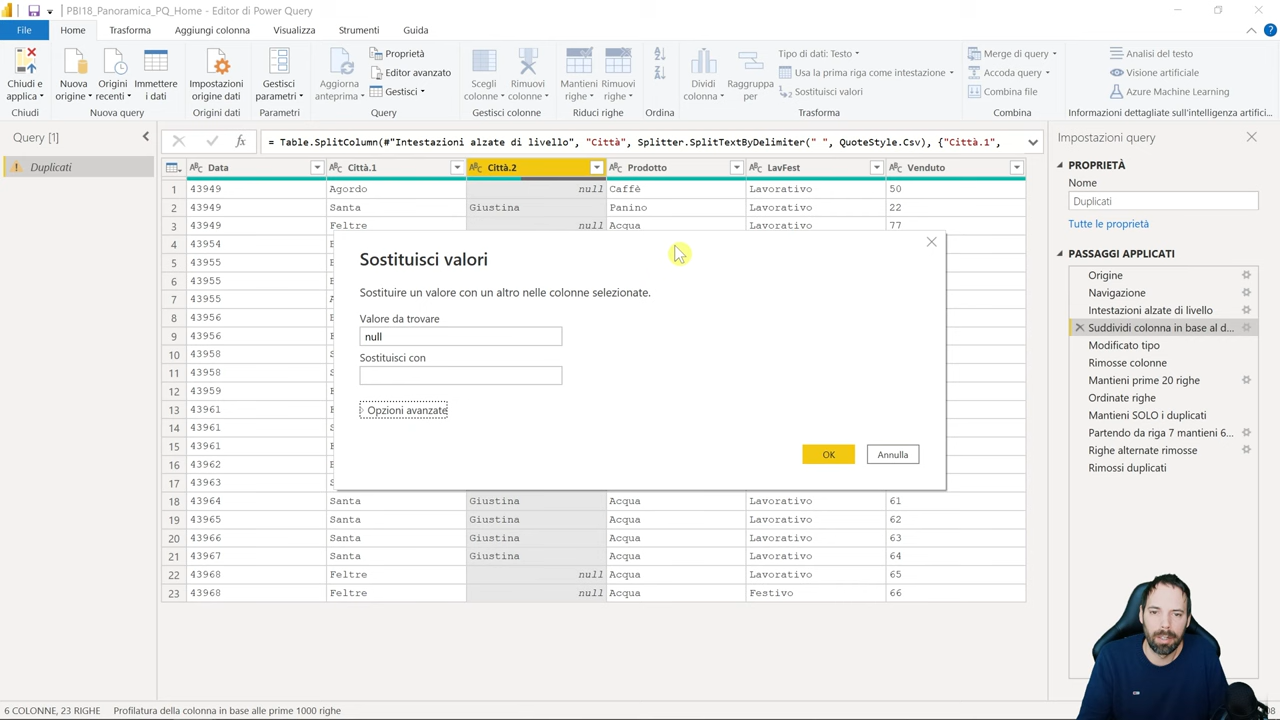 PBI18_Panoramica_PQ_Home - Editor di Power Query
File Home Trasforma Aggiungi colonna Visualizza Strumenti Guida
Chiudi e applica
Nuova origine
Origini recenti
Immettere i dati
Impostazioni origine dati
Gestisci parametri
Aggiorna anteprima
Proprietà
Editor avanzato
Gestisci
Scegli colonne
Rimuovi colonne
Mantieni righe
Rimuovi righe
Dividi colonna
Raggruppa per
Tipo di dati: Testo
Usa la prima riga come intestazione
Sostituisci valori
Merge di query
Accoda query
Combina file
Analisi del testo
Visione artificiale
Azure Machine Learning
Chiudi Nuova query Origini dati Parametri Query Gestisci colonne Riduci righe Ordina Trasforma Combina Informazioni dettagliate sull'intelligenza artific...
Query [1]
= Table.SplitColumn(#"Intestazioni alzate di livello", "Città", Splitter.SplitTextByDelimiter(" ", QuoteStyle.Csv), {"Città.1",
Duplicati
Data Città.1 Città.2 Prodotto LavFest Venduto
1 43949 Agordo null Caffè Lavorativo 50
2 43949 Santa Giustina Panino Lavorativo 22
3 43949 Feltre null Acqua Lavorativo 77
4 43954
5 43955
6 43955
7 43955
8 43956
9 43956
10 43958
11 43958
12 43959
13 43961
14 43961
15 43961
16 43962
17 43963
18 43964 Santa Giustina Acqua Lavorativo 61
19 43965 Santa Giustina Acqua Lavorativo 62
20 43966 Santa Giustina Acqua Lavorativo 63
21 43967 Santa Giustina Acqua Lavorativo 64
22 43968 Feltre null Acqua Lavorativo 65
23 43968 Feltre null Acqua Festivo 66
Sostituisci valori
Sostituire un valore con un altro nelle colonne selezionate.
Valore da trovare
null
Sostituisci con
Opzioni avanzate
OK Annulla
Impostazioni query
PROPRIETÀ
Nome
Duplicati
Tutte le proprietà
PASSAGGI APPLICATI
Origine
Navigazione
Intestazioni alzate di livello
Suddividi colonna in base al d...
Modificato tipo
Rimosse colonne
Mantieni prime 20 righe
Ordinate righe
Mantieni SOLO i duplicati
Partendo da riga 7 mantieni 6...
Righe alternate rimosse
Rimossi duplicati
6 COLONNE, 23 RIGHE Profilatura della colonna in base alle prime 1000 righe